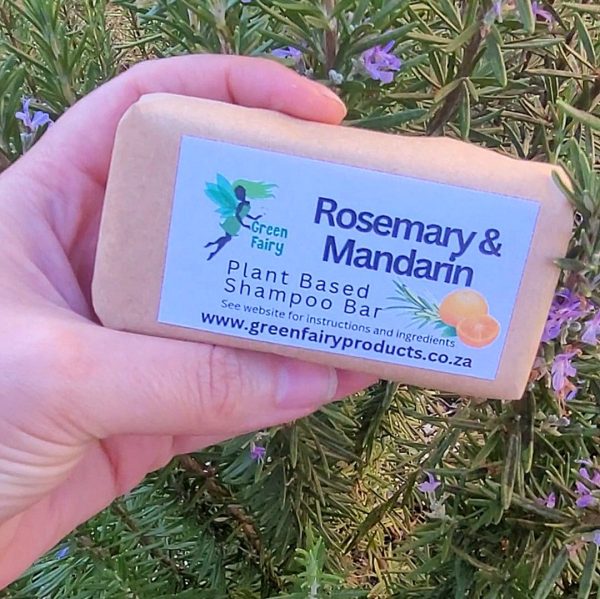 Green
Fairy
Rosemary &
Mandarin
Plant Based
Shampoo Bar
See website for instructions and ingredients
www.greenfairyproducts.co.za